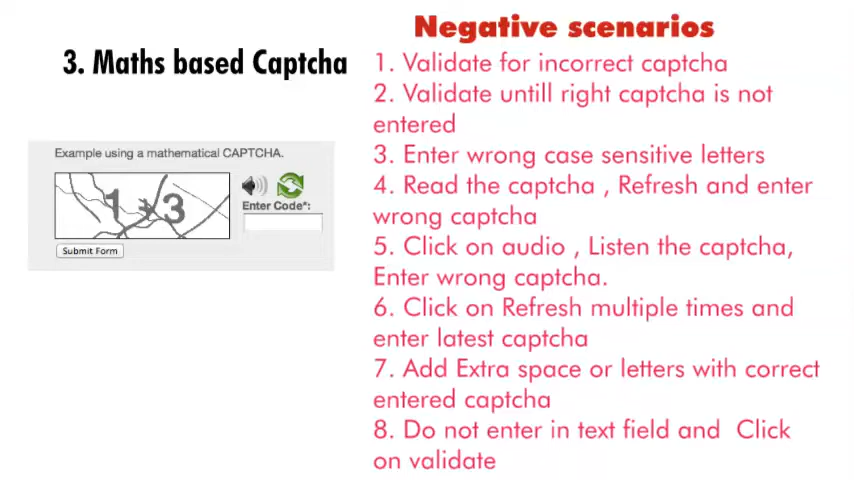 Negative scenarios
3. Maths based Captcha
1. Validate for incorrect captcha
2. Validate untill right captcha is not
entered
3. Enter wrong case sensitive letters
4. Read the captcha , Refresh and enter
wrong captcha
5. Click on audio , Listen the captcha,
Enter wrong captcha.
6. Click on Refresh multiple times and
enter latest captcha
7. Add Extra space or letters with correct
entered captcha
8. Do not enter in text field and Click
on validate
Example using a mathematical CAPTCHA.
1 x 3
Enter Code*:
Submit Form